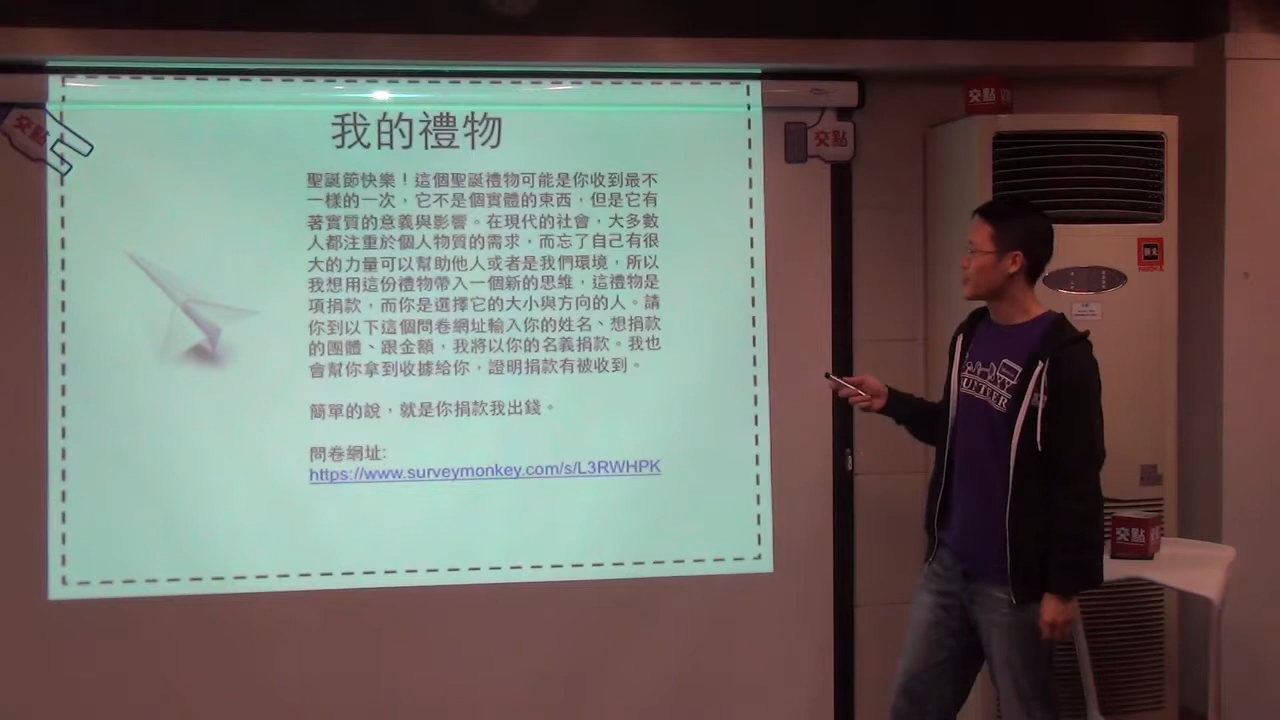 我的禮物
聖誕節快樂！這個聖誕禮物可能是你收到最不
一樣的一次，它不是個實體的東西，但是它有
著實質的意義與影響。在現代的社會，大多數
人都注重於個人物質的需求，而忘了自己有很
大的力量可以幫助他人或者是我們環境，所以
我想用這份禮物帶入一個新的思維，這禮物是
項捐款，而你是選擇它的大小與方向的人。請
你到以下這個問卷網址輸入你的姓名、想捐款
的團體、跟金額，我將以你的名義捐款。我也
會幫你拿到收據給你，證明捐款有被收到。
簡單的說，就是你捐款我出錢。
問卷網址:
https://www.surveymonkey.com/s/L3RWHPK
交點
交點
交點
交點